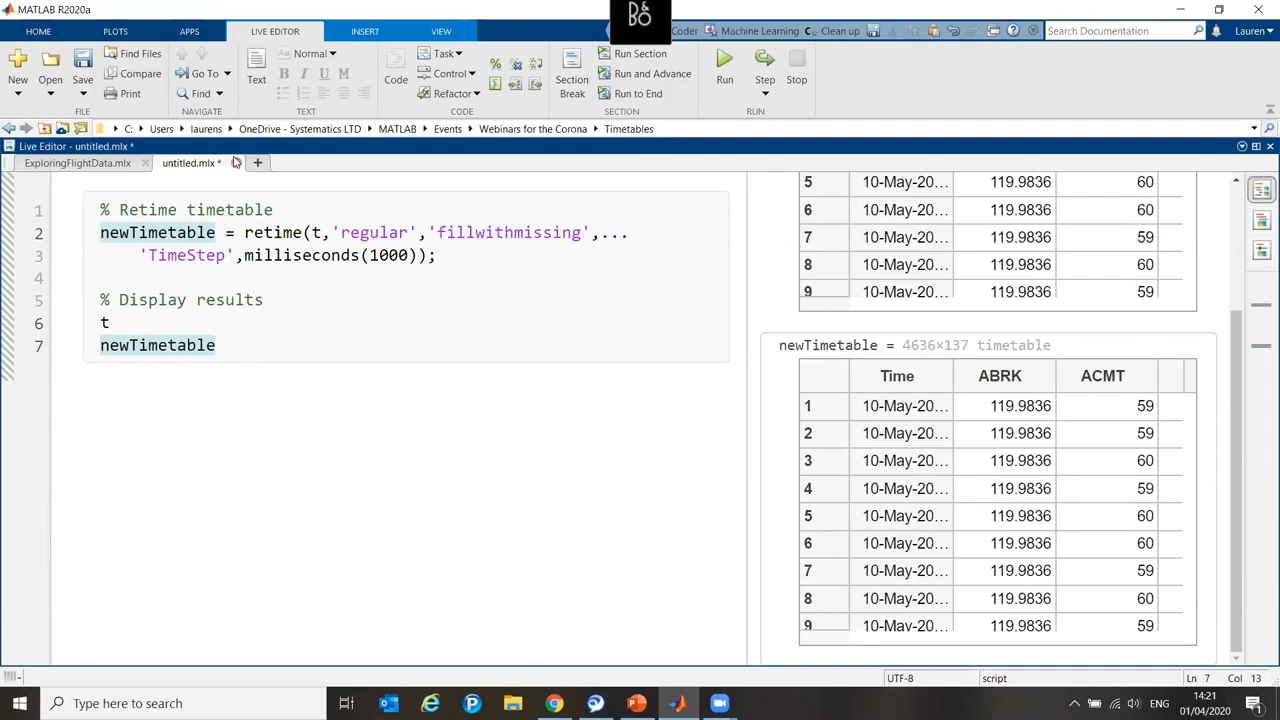 MATLAB R2020a
B&O
HOME PLOTS APPS LIVE EDITOR INSERT VIEW Coder Machine Learning Clean up Search Documentation Lauren
New Open Save Find Files Compare Print Go To Find Text Normal B I U M Code Task Control Refactor Section Break Run Section Run and Advance Run to End Run Step Stop
FILE NAVIGATE TEXT CODE SECTION RUN
C: Users laurens OneDrive - Systematics LTD MATLAB Events Webinars for the Corona Timetables
Live Editor - untitled.mlx *
ExploringFlightData.mlx untitled.mlx *
1 % Retime timetable
2 newTimetable = retime(t,'regular','fillwithmissing',...
3 'TimeStep',milliseconds(1000));
4
5 % Display results
6 t
7 newTimetable
5 10-May-20... 119.9836 60
6 10-May-20... 119.9836 60
7 10-May-20... 119.9836 59
8 10-May-20... 119.9836 60
9 10-May-20... 119.9836 59
newTimetable = 4636×137 timetable
Time ABRK ACMT
1 10-May-20... 119.9836 59
2 10-May-20... 119.9836 59
3 10-May-20... 119.9836 60
4 10-May-20... 119.9836 59
5 10-May-20... 119.9836 60
6 10-May-20... 119.9836 60
7 10-May-20... 119.9836 59
8 10-May-20... 119.9836 60
9 10-May-20... 119.9836 59
UTF-8 script Ln 7 Col 13
Type here to search
ENG
14:21
01/04/2020